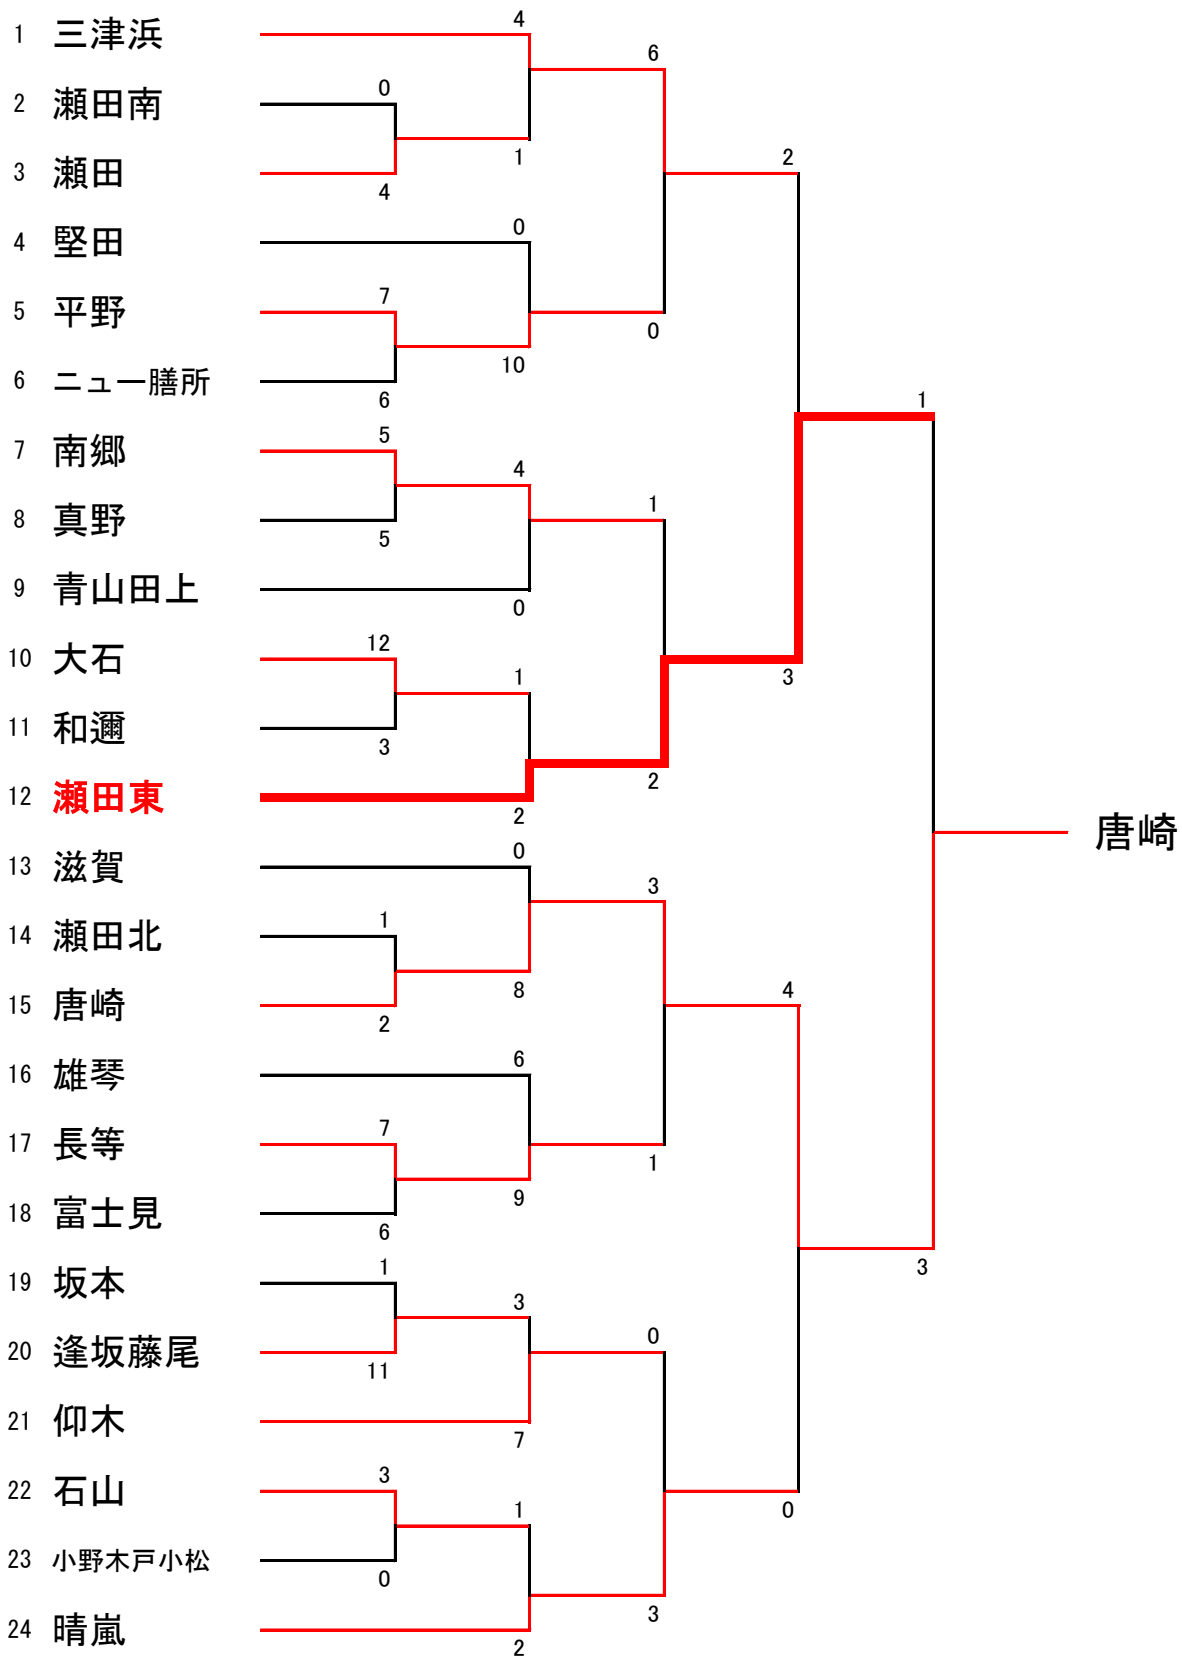 4
1 三津浜
6
0
2 瀬田南
1
2
3 瀬田
4
0
4 堅田
7
5 平野
0
10
6 ニュー膳所
6
1
5
7 南郷
4
1
8 真野
5
9 青山田上
0
12
10 大石
1
3
11 和邇
3
2
12 瀬田東
2
唐崎
0
13 滋賀
3
1
14 瀬田北
8
4
15 唐崎
2
6
16 雄琴
7
17 長等
1
9
18 富士見
6
1
3
19 坂本
3
0
20 逢坂藤尾
11
21 仰木
7
3
22 石山
1
0
23 小野木戸小松
0
3
24 晴嵐
2